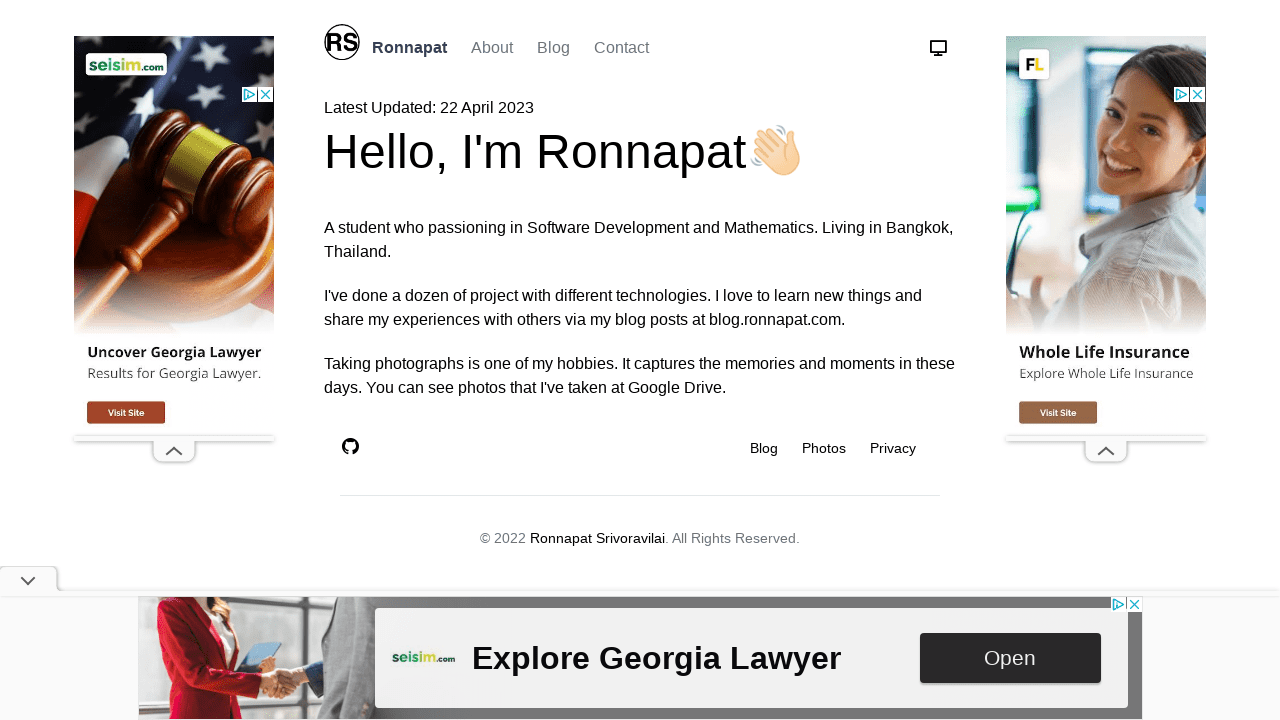 RS Ronnapat About Blog Contact
Latest Updated: 22 April 2023
Hello, I'm Ronnapat👋🏻
A student who passioning in Software Development and Mathematics. Living in Bangkok,
Thailand.
I've done a dozen of project with different technologies. I love to learn new things and
share my experiences with others via my blog posts at blog.ronnapat.com.
Taking photographs is one of my hobbies. It captures the memories and moments in these
days. You can see photos that I've taken at Google Drive.
Blog Photos Privacy
© 2022 Ronnapat Srivoravilai. All Rights Reserved.
seisim.com
Uncover Georgia Lawyer
Results for Georgia Lawyer.
Visit Site
FL
Whole Life Insurance
Explore Whole Life Insurance
Visit Site
seisim.com
Explore Georgia Lawyer
Open